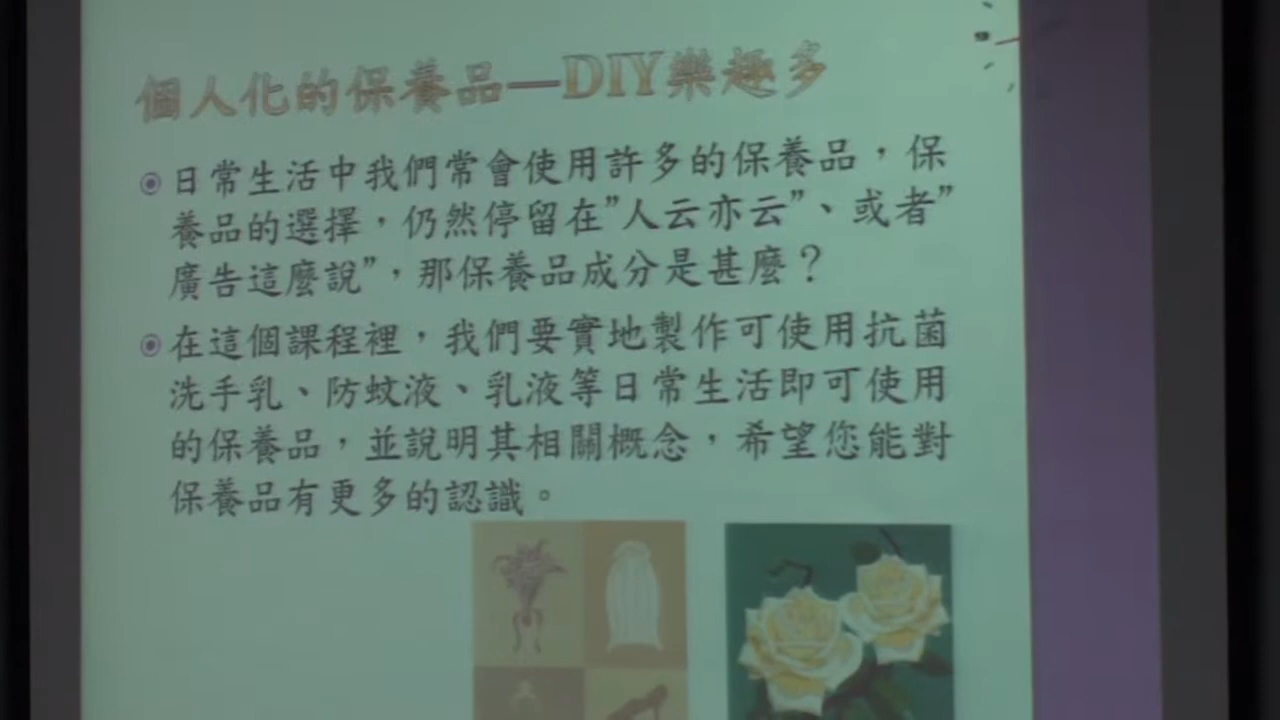 個人化的保養品—DIY樂趣多
日常生活中我們常會使用許多的保養品，保
養品的選擇，仍然停留在”人云亦云”、或者”
廣告這麼說”，那保養品成分是甚麼？
在這個課程裡，我們要實地製作可使用抗菌
洗手乳、防蚊液、乳液等日常生活即可使用
的保養品，並說明其相關概念，希望您能對
保養品有更多的認識。